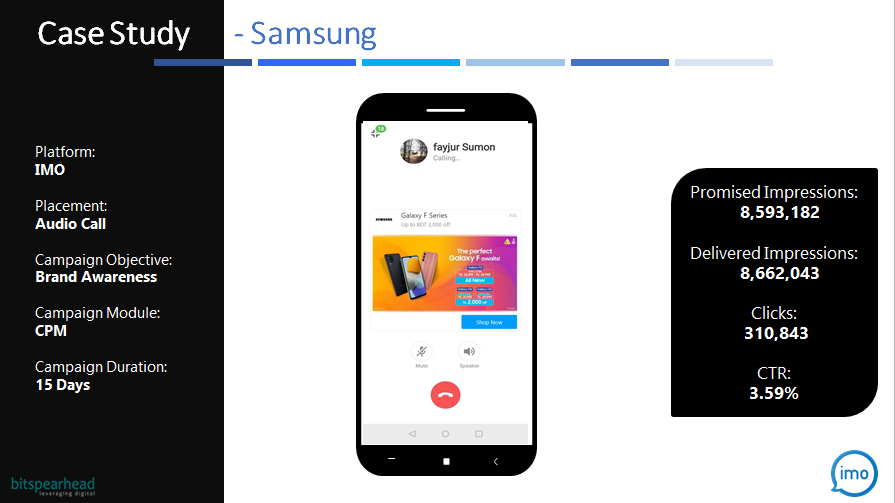 Case Study - Samsung
Platform:
IMO
Placement:
Audio Call
Campaign Objective:
Brand Awareness
Campaign Module:
CPM
Campaign Duration:
15 Days
bitspearhead
leveraging digital
fayjur Sumon
Calling...
SAMSUNG
Galaxy F Series
Ads
Up to BDT 2,000 off
The perfect
Galaxy F awaits!
All New
2,000 off
Shop Now
Mute
Speaker
Promised Impressions:
8,593,182
Delivered Impressions:
8,662,043
Clicks:
310,843
CTR:
3.59%
imo